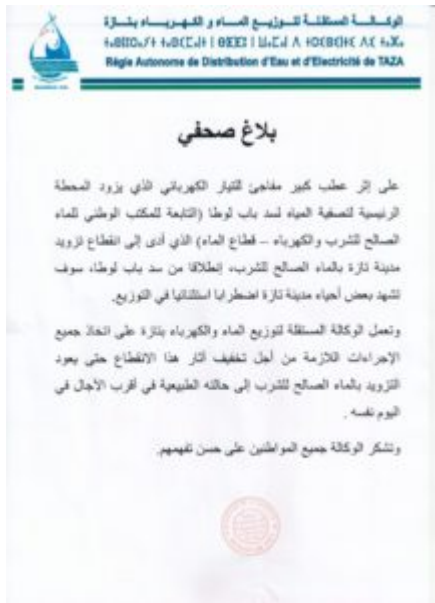 الوكالة المستقلة لتوزيع الماء و الكهرباء بتازة
Régie Autonome de Distribution d'Eau et d'Electricité de TAZA
بلاغ صحفي
على إثر عطب كبير مفاجئ للتيار الكهربائي الذي يزود المحطة
الرئيسية لتصفية المياه لسد باب لوطا (التابعة للمكتب الوطني للماء
الصالح للشرب والكهرباء – قطاع الماء) الذي أدى إلى انقطاع تزويد
مدينة تازة بالماء الصالح للشرب، إنطلاقا من سد باب لوطا، سوف
تشهد بعض أحياء مدينة تازة اضطرابا استثنائيا في التوزيع.
وتعمل الوكالة المستقلة لتوزيع الماء والكهرباء بتازة على اتخاذ جميع
الإجراءات اللازمة من أجل تخفيف آثار هذا الانقطاع حتى يعود
التزويد بالماء الصالح للشرب إلى حالته الطبيعية في أقرب الآجال في
اليوم نفسه .
وتشكر الوكالة جميع المواطنين على حسن تفهمهم.